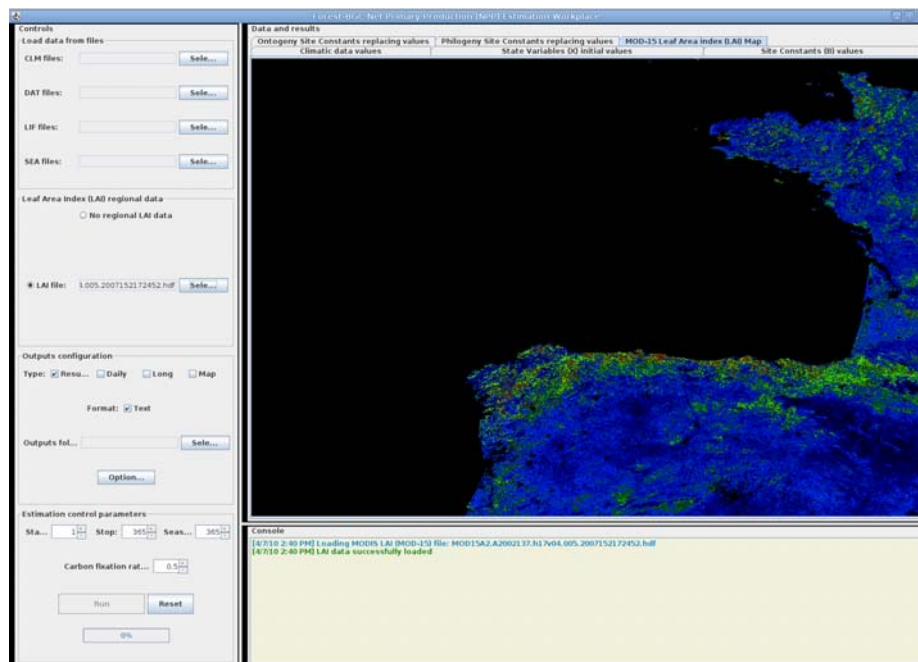 Forest-BGC Net Primary Production (NPP) Estimation Workplace
Controls
Load data from files
CLM files:
Sele...
DAT files:
Sele...
LIF files:
Sele...
SEA files:
Sele...
Leaf Area Index (LAI) regional data
No regional LAI data
LAI file:
.005.2007152172452.hdf
Sele...
Outputs configuration
Type: Resu... Daily Long Map
Format: Text
Outputs fol...
Sele...
Option...
Estimation control parameters
Sta... 1 Stop: 365 Seas... 365
Carbon fixation rat... 0.5
Run Reset
0%
Data and results
Ontogeny Site Constants replacing values Philogeny Site Constants replacing values MOD-15 Leaf Area index (LAI) Map
Climatic data values State Variables (X) initial values Site Constants (B) values
Console
[4/7/10 2:40 PM] Loading MODIS LAI (MOD-15) file: MOD15A2.A2002137.h17v04.005.2007152172452.hdf
[4/7/10 2:40 PM] LAI data successfully loaded